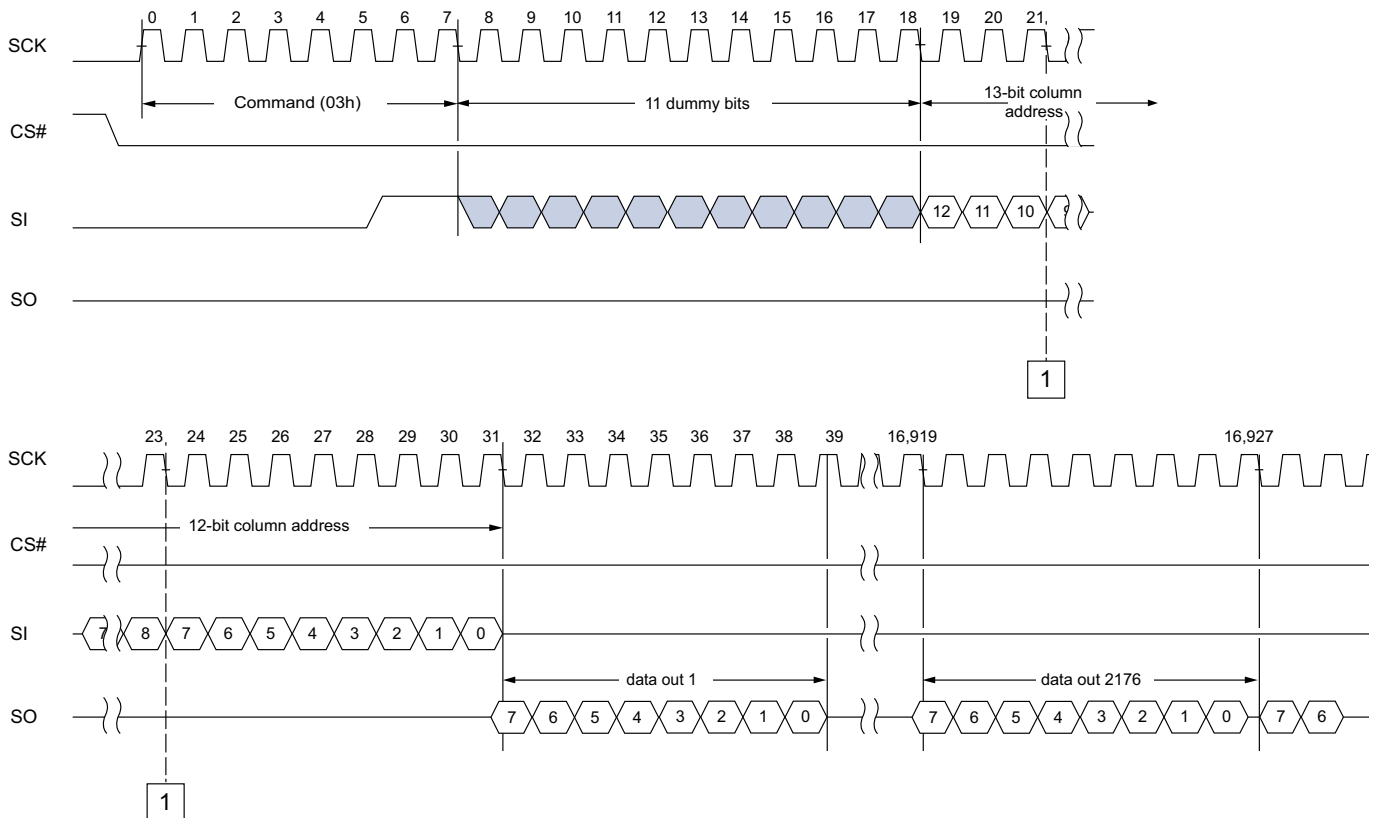 0 1 2 3 4 5 6 7 8 9 10 11 12 13 14 15 16 17 18 19 20 21
SCK
Command (03h)
11 dummy bits
13-bit column
address
CS#
SI
12 11 10
SO
1
23 24 25 26 27 28 29 30 31 32 33 34 35 36 37 38 39 16,919 16,927
SCK
12-bit column address
CS#
SI
7 8 7 6 5 4 3 2 1 0
data out 1
data out 2176
SO
7 6 5 4 3 2 1 0 7 6 5 4 3 2 1 0 7 6
1